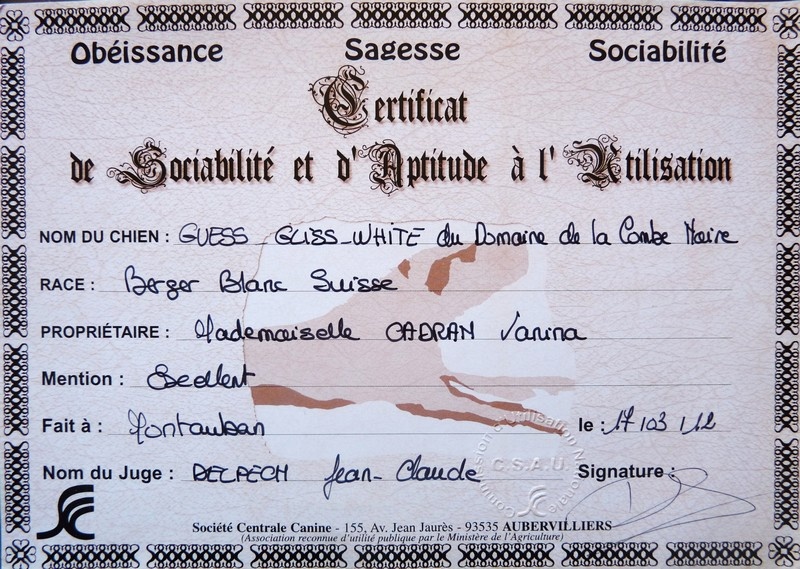 Obéissance Sagesse Sociabilité
Certificat
de Sociabilité et d'Aptitude à l'Utilisation
NOM DU CHIEN : GUESS_GLISS_WHITE du Domaine de la Combe Noire
RACE : Berger Blanc Suisse
PROPRIÉTAIRE : Mademoiselle CADRAN Vanina
Mention : Excellent
Fait à : Montauban le : 17/03/12
Nom du Juge : DELPECH Jean-Claude Signature :
C.S.A.U.
Société Centrale Canine - 155, Av. Jean Jaurès - 93535 AUBERVILLIERS
(Association reconnue d'utilité publique par le Ministère de l'Agriculture)